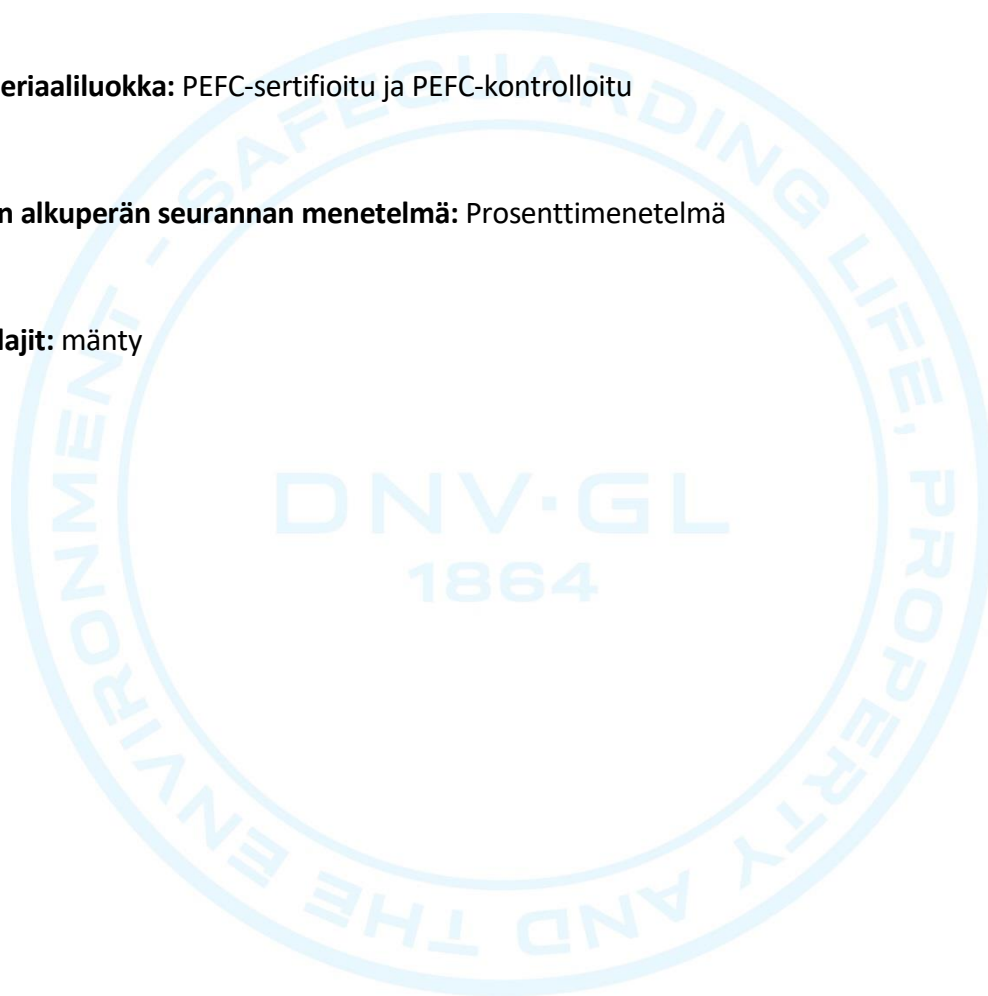 eriaaliluokka: PEFC-sertifioitu ja PEFC-kontrolloitu
n alkuperän seurannan menetelmä: Prosenttimenetelmä
lajit: mänty
SAFEGUARDING LIFE, PROPERTY AND THE ENVIRONMENT -
DNV·GL
1864